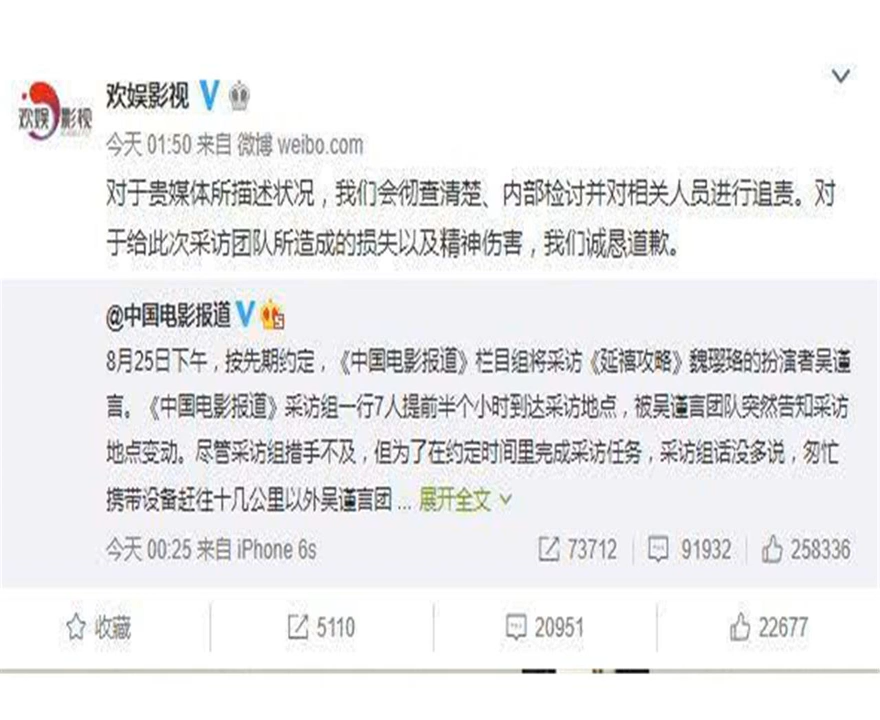 欢娱影视
欢娱影视
今天 01:50 来自 微博 weibo.com
对于贵媒体所描述状况，我们会彻查清楚、内部检讨并对相关人员进行追责。对
于给此次采访团队所造成的损失以及精神伤害，我们诚恳道歉。
@中国电影报道
8月25日下午，按先期约定，《中国电影报道》栏目组将采访《延禧攻略》魏璎珞的扮演者吴谨
言。《中国电影报道》采访组一行7人提前半个小时到达采访地点，被吴谨言团队突然告知采访
地点变动。尽管采访组措手不及，但为了在约定时间里完成采访任务，采访组话没多说，匆忙
携带设备赶往十几公里以外吴谨言团 ... 展开全文
今天 00:25 来自 iPhone 6s 73712 91932 258336
收藏 5110 20951 22677